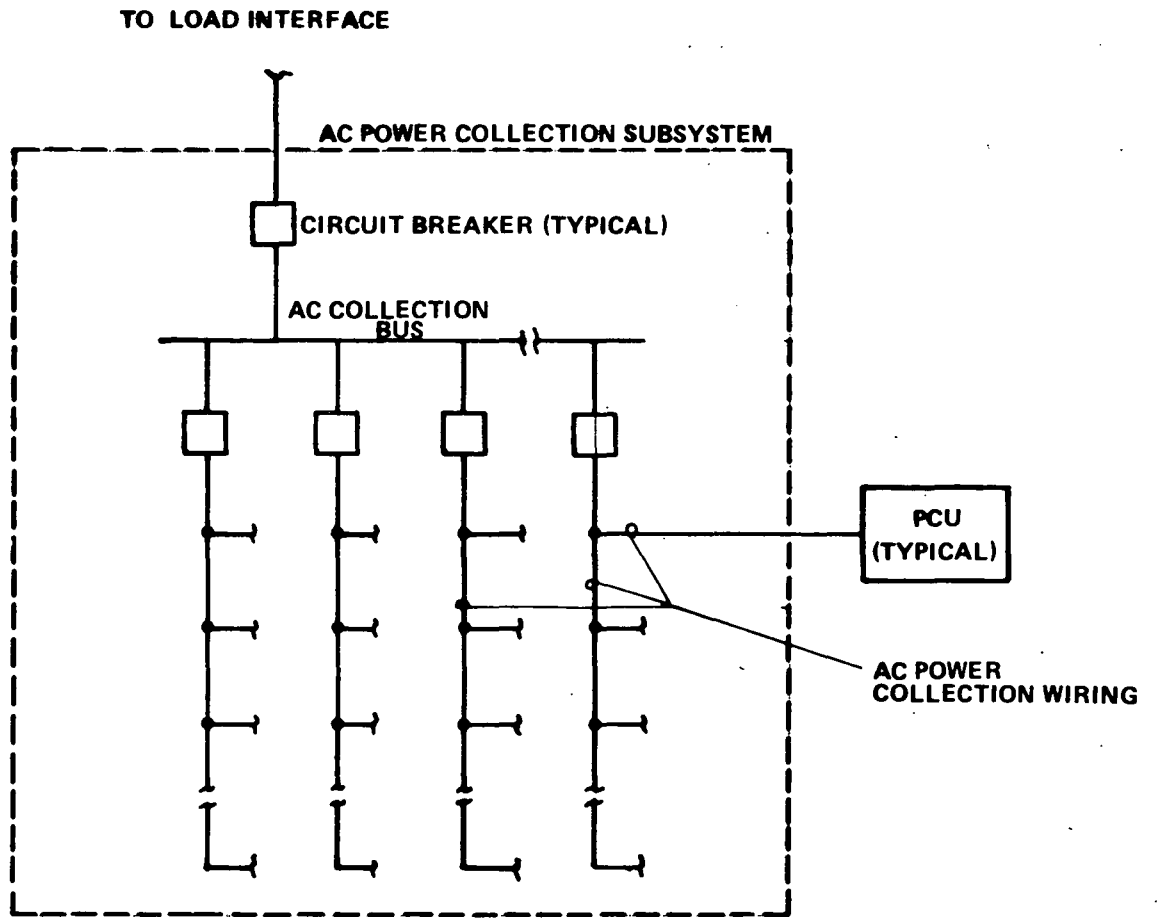 TO LOAD INTERFACE
AC POWER COLLECTION SUBSYSTEM
CIRCUIT BREAKER (TYPICAL)
AC COLLECTION
BUS
PCU
(TYPICAL)
AC POWER
COLLECTION WIRING